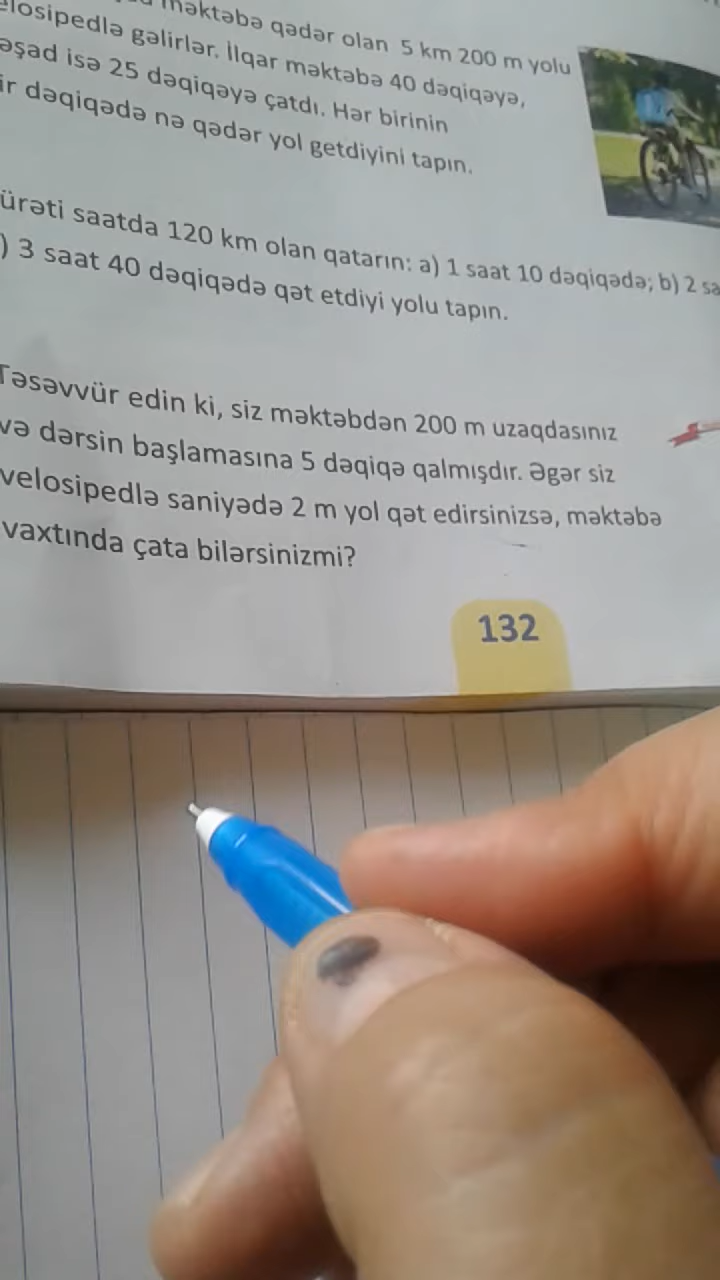 məktəbə qədər olan 5 km 200 m yolu
velosipedlə gəlirlər. İlqar məktəbə 40 dəqiqəyə,
əşad isə 25 dəqiqəyə çatdı. Hər birinin
ir dəqiqədə nə qədər yol getdiyini tapın.
ürəti saatda 120 km olan qatarın: a) 1 saat 10 dəqiqədə; b) 2 sa
) 3 saat 40 dəqiqədə qət etdiyi yolu tapın.
Təsəvvür edin ki, siz məktəbdən 200 m uzaqdasınız
və dərsin başlamasına 5 dəqiqə qalmışdır. Əgər siz
velosipedlə saniyədə 2 m yol qət edirsinizsə, məktəbə
vaxtında çata bilərsinizmi?
132